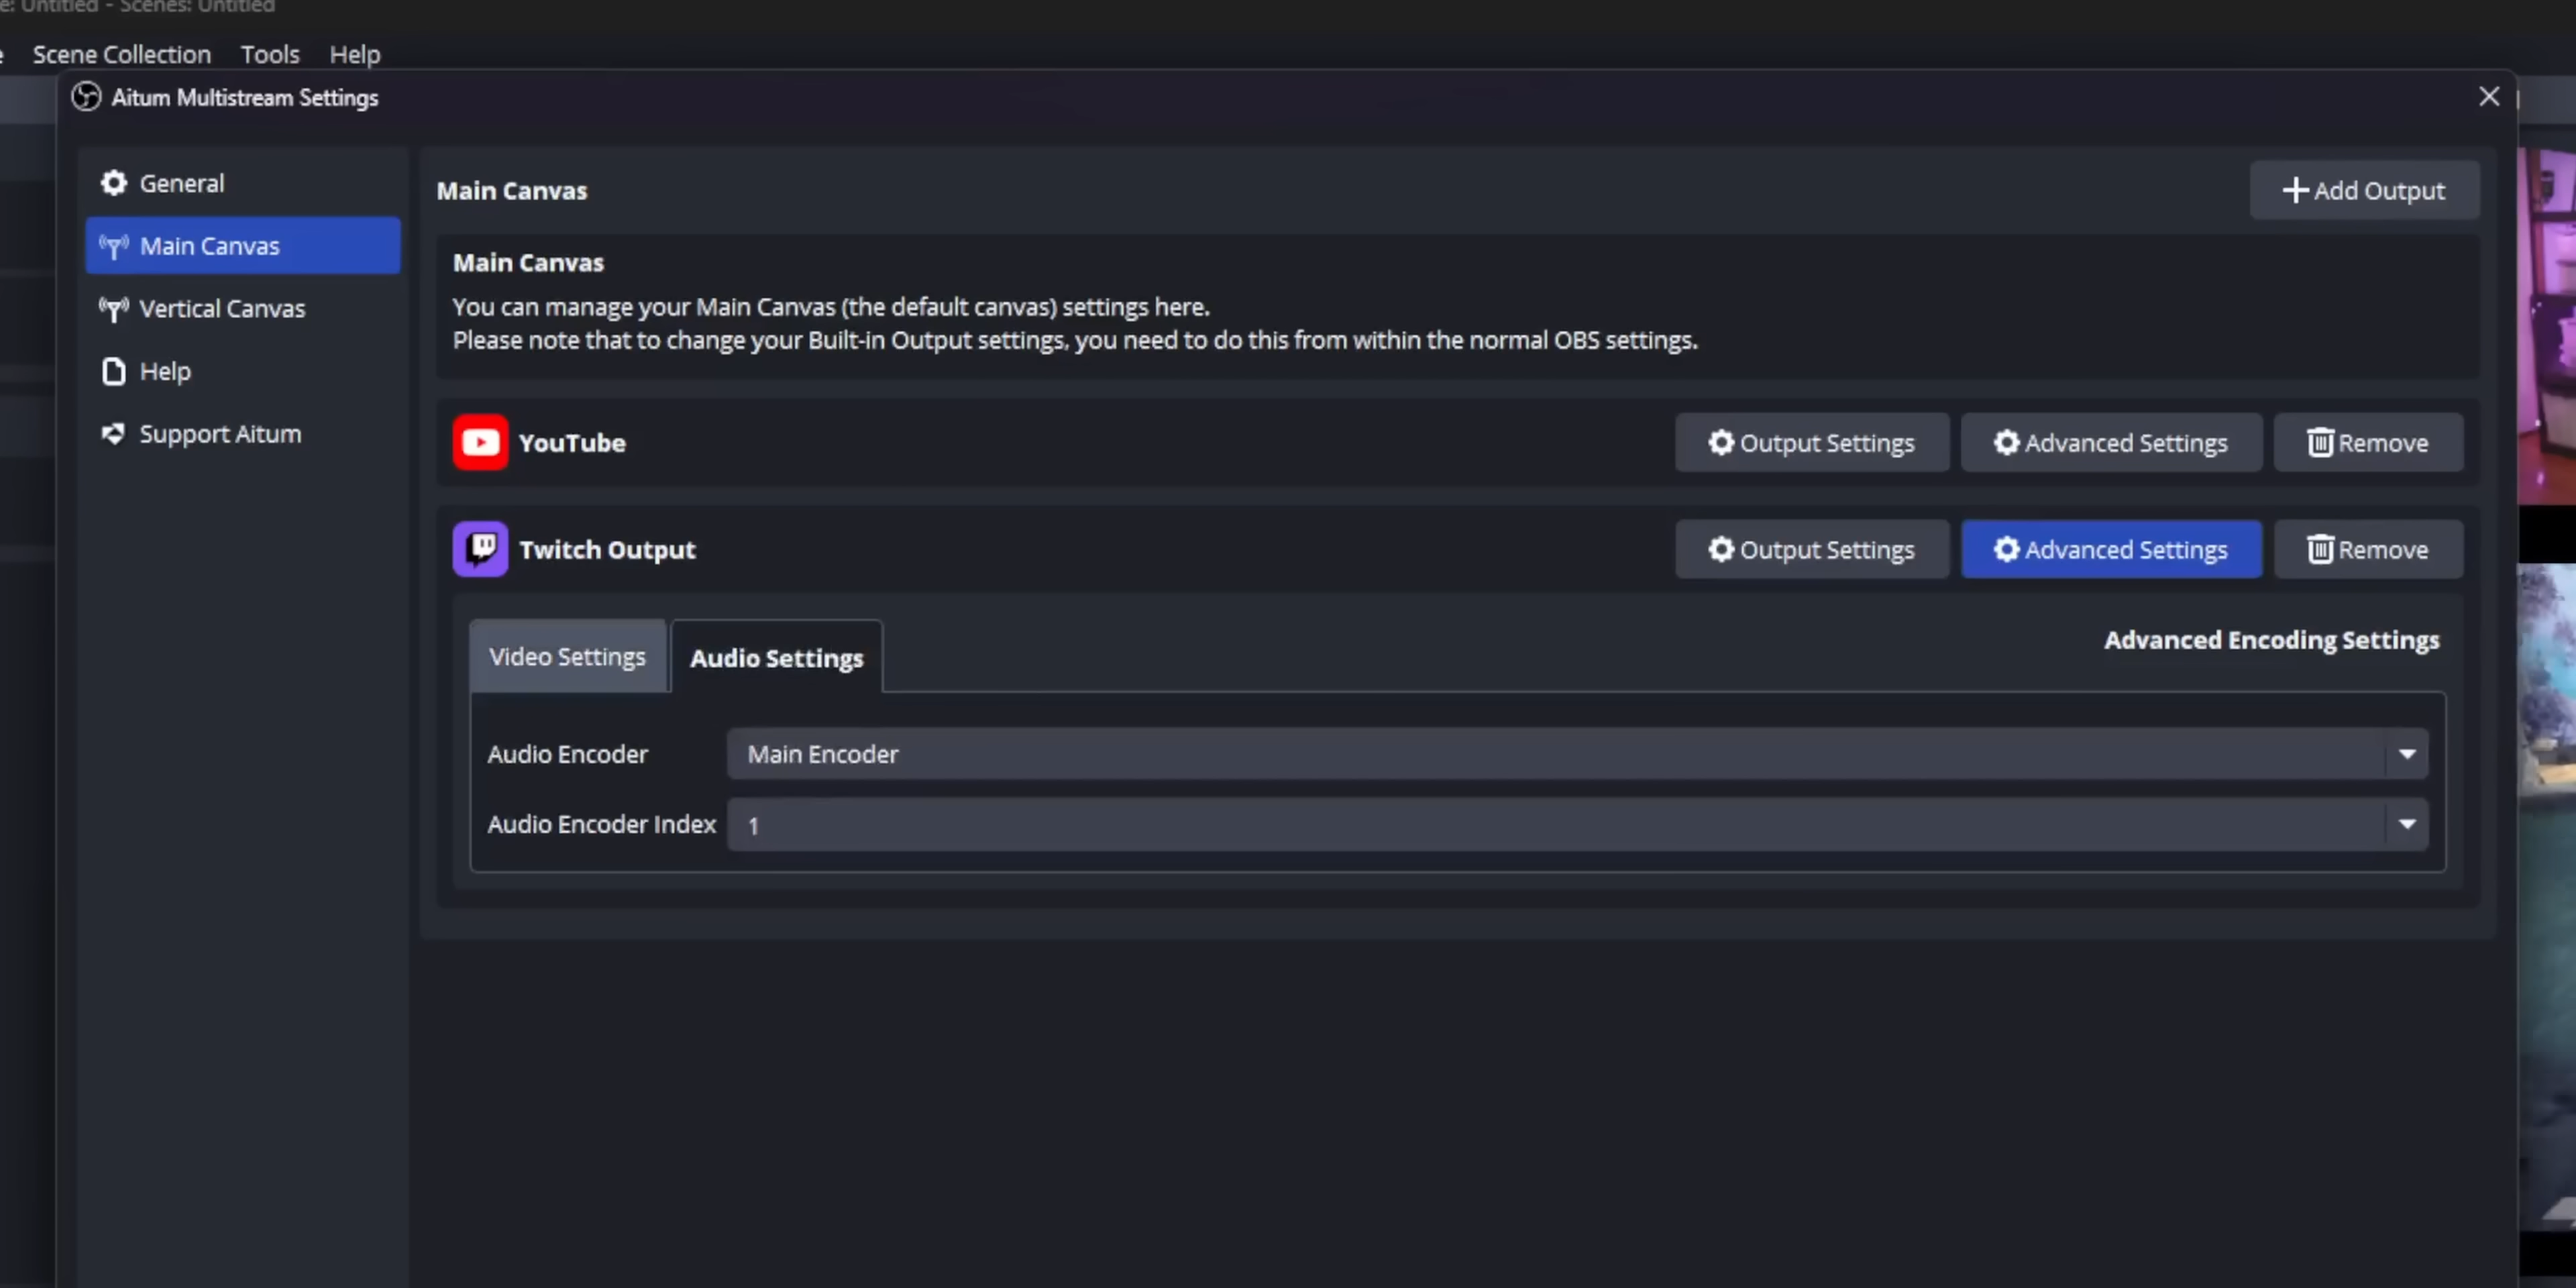 e: Untitled - Scenes: Untitled
Scene Collection Tools Help
Aitum Multistream Settings
General
Main Canvas
Vertical Canvas
Help
Support Aitum
Main Canvas
Add Output
Main Canvas
You can manage your Main Canvas (the default canvas) settings here.
Please note that to change your Built-in Output settings, you need to do this from within the normal OBS settings.
YouTube
Output Settings
Advanced Settings
Remove
Twitch Output
Output Settings
Advanced Settings
Remove
Video Settings
Audio Settings
Advanced Encoding Settings
Audio Encoder
Main Encoder
Audio Encoder Index
1